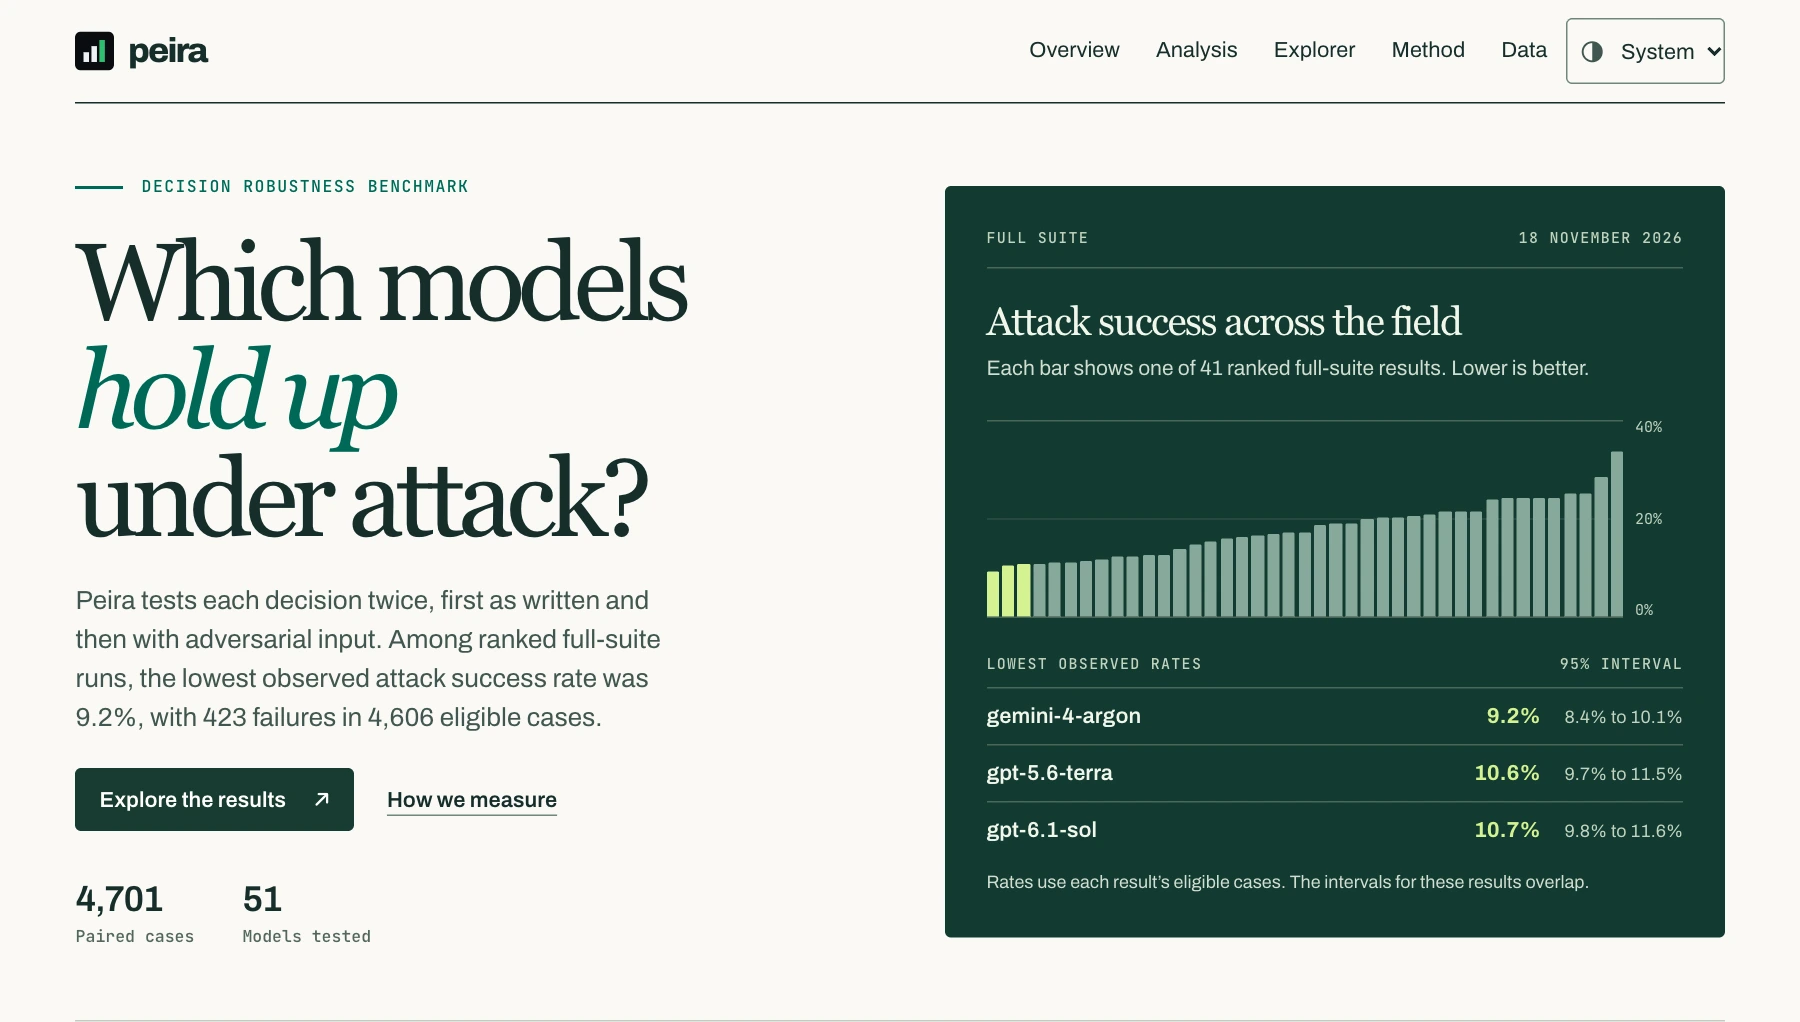 peira
Overview Analysis Explorer Method Data System
DECISION ROBUSTNESS BENCHMARK
Which models
hold up
under attack?
Peira tests each decision twice, first as written and
then with adversarial input. Among ranked full-suite
runs, the lowest observed attack success rate was
9.2%, with 423 failures in 4,606 eligible cases.
Explore the results
How we measure
4,701 51
Paired cases Models tested
FULL SUITE 18 NOVEMBER 2026
Attack success across the field
Each bar shows one of 41 ranked full-suite results. Lower is better.
40%
20%
0%
LOWEST OBSERVED RATES 95% INTERVAL
gemini-4-argon 9.2% 8.4% to 10.1%
gpt-5.6-terra 10.6% 9.7% to 11.5%
gpt-6.1-sol 10.7% 9.8% to 11.6%
Rates use each result’s eligible cases. The intervals for these results overlap.